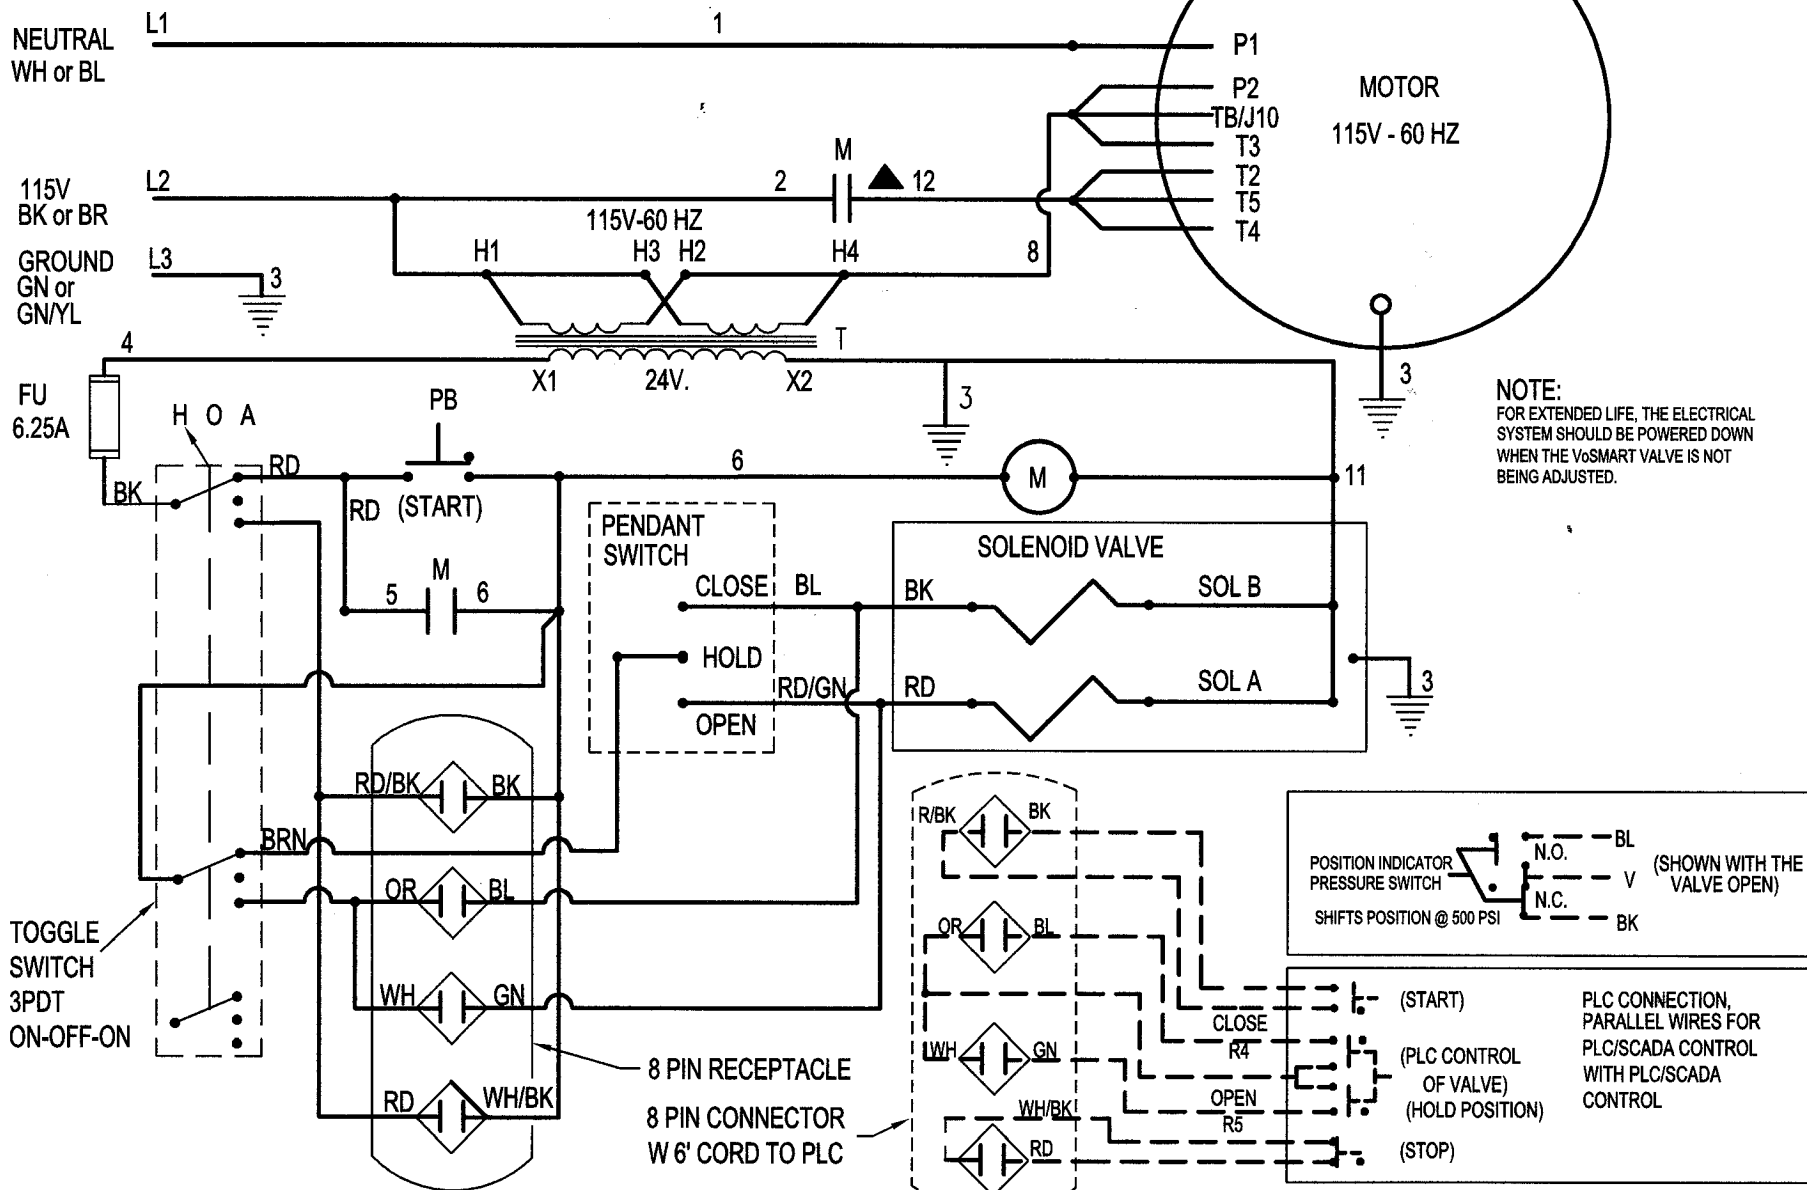 L1
1
NEUTRAL
WH or BL
P1
P2
TB/J10
T3
T2
T5
T4
MOTOR
115V - 60 HZ
M
115V
BK or BR
L2
2
12
115V-60 HZ
GROUND
GN or
GN/YL
L3
3
H1
H3
H2
H4
8
T
4
X1
24V.
X2
3
3
FU
6.25A
H O A
PB
NOTE:
FOR EXTENDED LIFE, THE ELECTRICAL
SYSTEM SHOULD BE POWERED DOWN
WHEN THE VoSMART VALVE IS NOT
BEING ADJUSTED.
BK
RD
RD
(START)
6
M
11
PENDANT
SWITCH
SOLENOID VALVE
M
5
6
CLOSE
BL
BK
SOL B
HOLD
RD/GN
RD
SOL A
3
OPEN
RD/BK
BK
BRN
OR
BL
WH
GN
RD
WH/BK
TOGGLE
SWITCH
3PDT
ON-OFF-ON
8 PIN RECEPTACLE
8 PIN CONNECTOR
W 6' CORD TO PLC
R/BK
BK
OR
BL
WH
GN
WH/BK
RD
POSITION INDICATOR
PRESSURE SWITCH
SHIFTS POSITION @ 500 PSI
N.O.
N.C.
BL
V
BK
(SHOWN WITH THE
VALVE OPEN)
CLOSE
R4
OPEN
R5
(START)
(PLC CONTROL
OF VALVE)
(HOLD POSITION)
(STOP)
PLC CONNECTION,
PARALLEL WIRES FOR
PLC/SCADA CONTROL
WITH PLC/SCADA
CONTROL